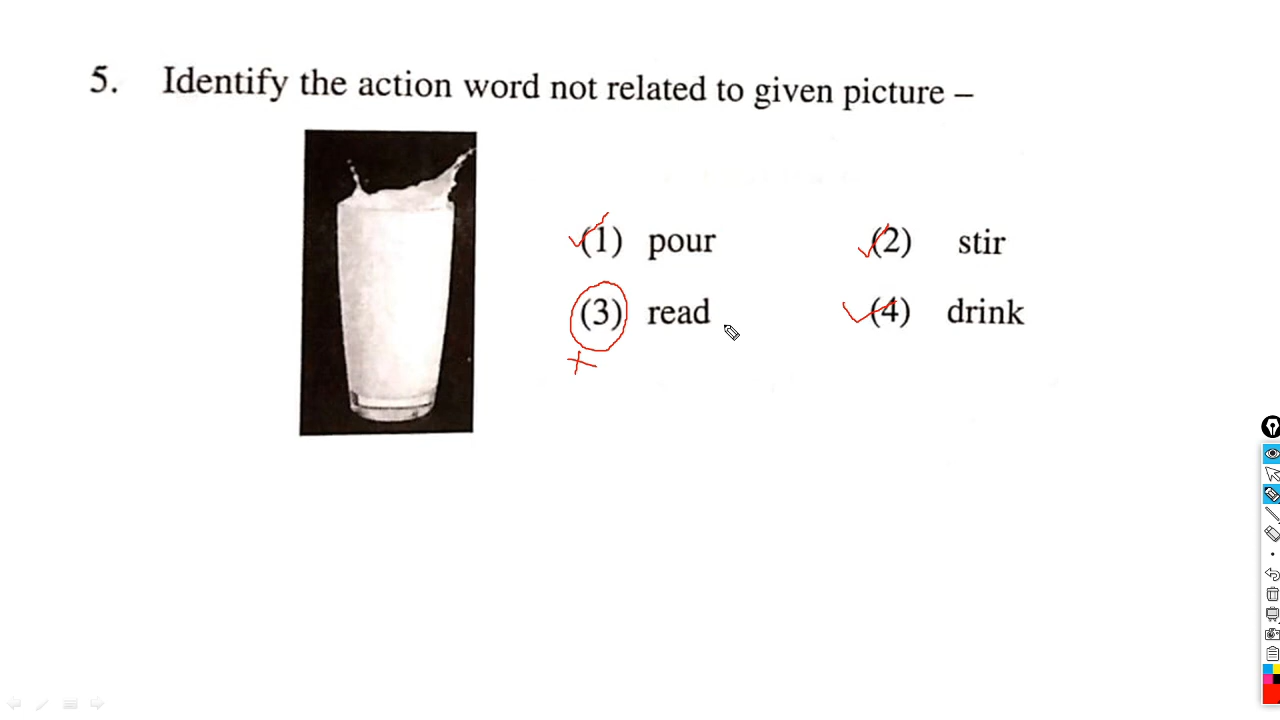 5. Identify the action word not related to given picture –
(1) pour (2) stir
(3) read (4) drink